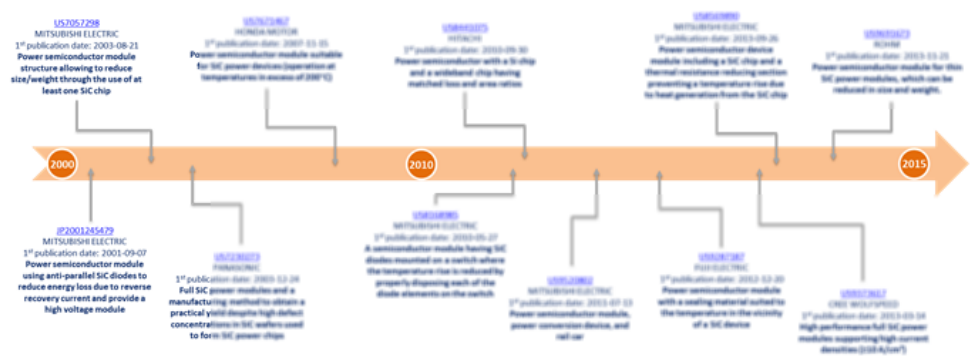 US7057298
MITSUBISHI ELECTRIC
1st publication date: 2003-08-21
Power semiconductor module
structure allowing to reduce
size/weight through the use of at
least one SiC chip
HONDA MOTOR
1st publication date: 2007-11-15
Power semiconductor module suitable
for SiC power devices (operation at
temperatures in excess of 200°C)
HITACHI
1st publication date: 2010-09-30
Power semiconductor with a Si chip
and a wideband chip having
matched loss and area ratios
MITSUBISHI ELECTRIC
1st publication date: 2013-09-26
Power semiconductor device
module including a SiC chip and a
thermal resistance reducing section
preventing a temperature rise due
to heat generation from the SiC chip
ROHM
1st publication date: 2013-11-21
Power semiconductor module for thin
SiC power modules, which can be
reduced in size and weight.
2000
2010
2015
JP2001245479
MITSUBISHI ELECTRIC
1st publication date: 2001-09-07
Power semiconductor module
using anti-parallel SiC diodes to
reduce energy loss due to reverse
recovery current and provide a
high voltage module
PANASONIC
1st publication date: 2003-12-24
Full SiC power modules and a
manufacturing method to obtain a
practical yield despite high defect
concentrations in SiC wafers used
to form SiC power chips
MITSUBISHI ELECTRIC
1st publication date: 2010-05-27
A semiconductor module having SiC
diodes mounted on a switch where
the temperature rise is reduced by
properly disposing each of the
diode elements on the switch
MITSUBISHI ELECTRIC
1st publication date: 2011-07-13
Power semiconductor module,
power conversion device, and
rail car
FUJI ELECTRIC
1st publication date: 2012-12-20
Power semiconductor module
with a sealing material suited to
the temperature in the vicinity
of a SiC device
CREE WOLFSPEED
1st publication date: 2013-03-14
High performance full SiC power
modules supporting high current
densities